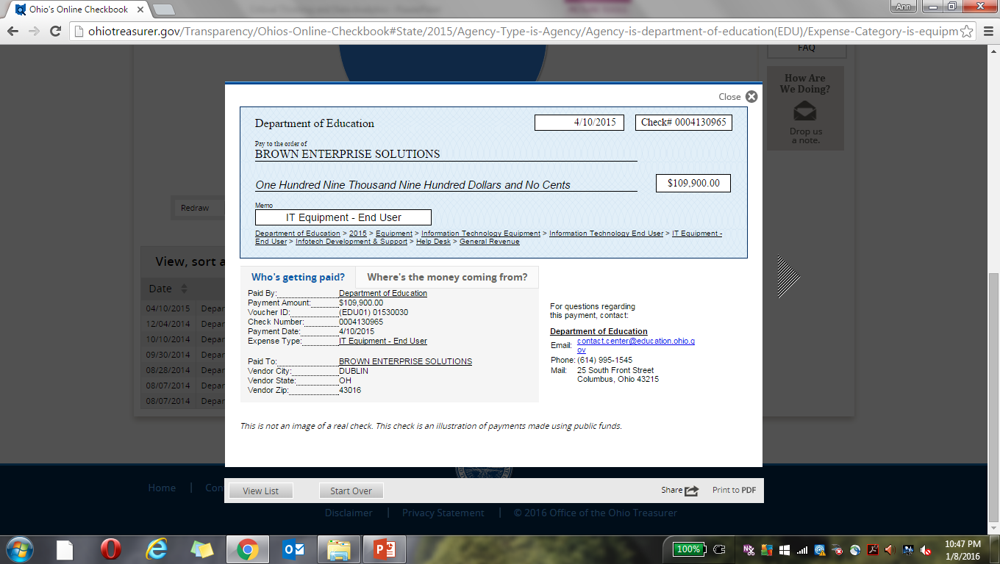 Ohio's Online Checkbook
Ann
ohiotreasurer.gov/Transparency/Ohios-Online-Checkbook#State/2015/Agency-Type-is-Agency/Agency-is-department-of-education(EDU)/Expense-Category-is-equipm
FAQ
How Are
We Doing?
Drop us
a note.
Close
Department of Education 4/10/2015 Check# 0004130965
Pay to the order of
BROWN ENTERPRISE SOLUTIONS
One Hundred Nine Thousand Nine Hundred Dollars and No Cents $109,900.00
Memo
IT Equipment - End User
Department of Education > 2015 > Equipment > Information Technology Equipment > Information Technology End User > IT Equipment -
End User > Infotech Development & Support > Help Desk > General Revenue
Redraw
View, sort a
Date
04/10/2015 Depar
12/04/2014 Depar
10/10/2014 Depar
09/30/2014 Depar
08/28/2014 Depar
08/07/2014 Depar
08/07/2014 Depar
Who's getting paid? Where's the money coming from?
Paid By: Department of Education
Payment Amount: $109,900.00
Voucher ID: (EDU01) 01530030
Check Number: 0004130965
Payment Date: 4/10/2015
Expense Type: IT Equipment - End User
Paid To: BROWN ENTERPRISE SOLUTIONS
Vendor City: DUBLIN
Vendor State: OH
Vendor Zip: 43016
For questions regarding
this payment, contact:
Department of Education
Email: contact.center@education.ohio.g
ov
Phone: (614) 995-1545
Mail: 25 South Front Street
Columbus, Ohio 43215
This is not an image of a real check. This check is an illustration of payments made using public funds.
View List Start Over Share Print to PDF
Home | Con
Disclaimer | Privacy Statement | © 2016 Office of the Ohio Treasurer
100%
10:47 PM
1/8/2016